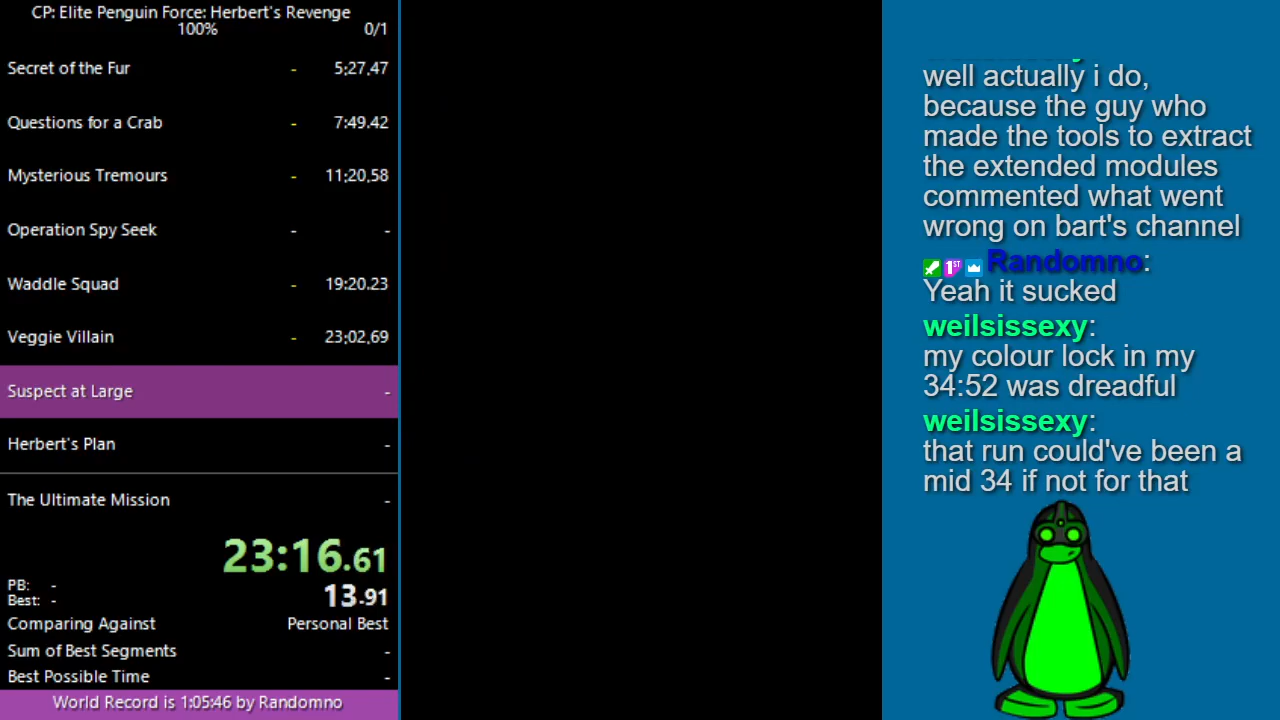 CP: Elite Penguin Force: Herbert's Revenge
100% 0/1
Secret of the Fur - 5:27.47
Questions for a Crab - 7:49.42
Mysterious Tremours - 11:20.58
Operation Spy Seek - -
Waddle Squad - 19:20.23
Veggie Villain - 23:02.69
Suspect at Large -
Herbert's Plan -
The Ultimate Mission -
23:16.61
PB: -
Best: - 13.91
Comparing Against Personal Best
Sum of Best Segments -
Best Possible Time -
World Record is 1:05:46 by Randomno
well actually i do,
because the guy who
made the tools to extract
the extended modules
commented what went
wrong on bart's channel
1ST Randomno:
Yeah it sucked
weilsissexy:
my colour lock in my
34:52 was dreadful
weilsissexy:
that run could've been a
mid 34 if not for that